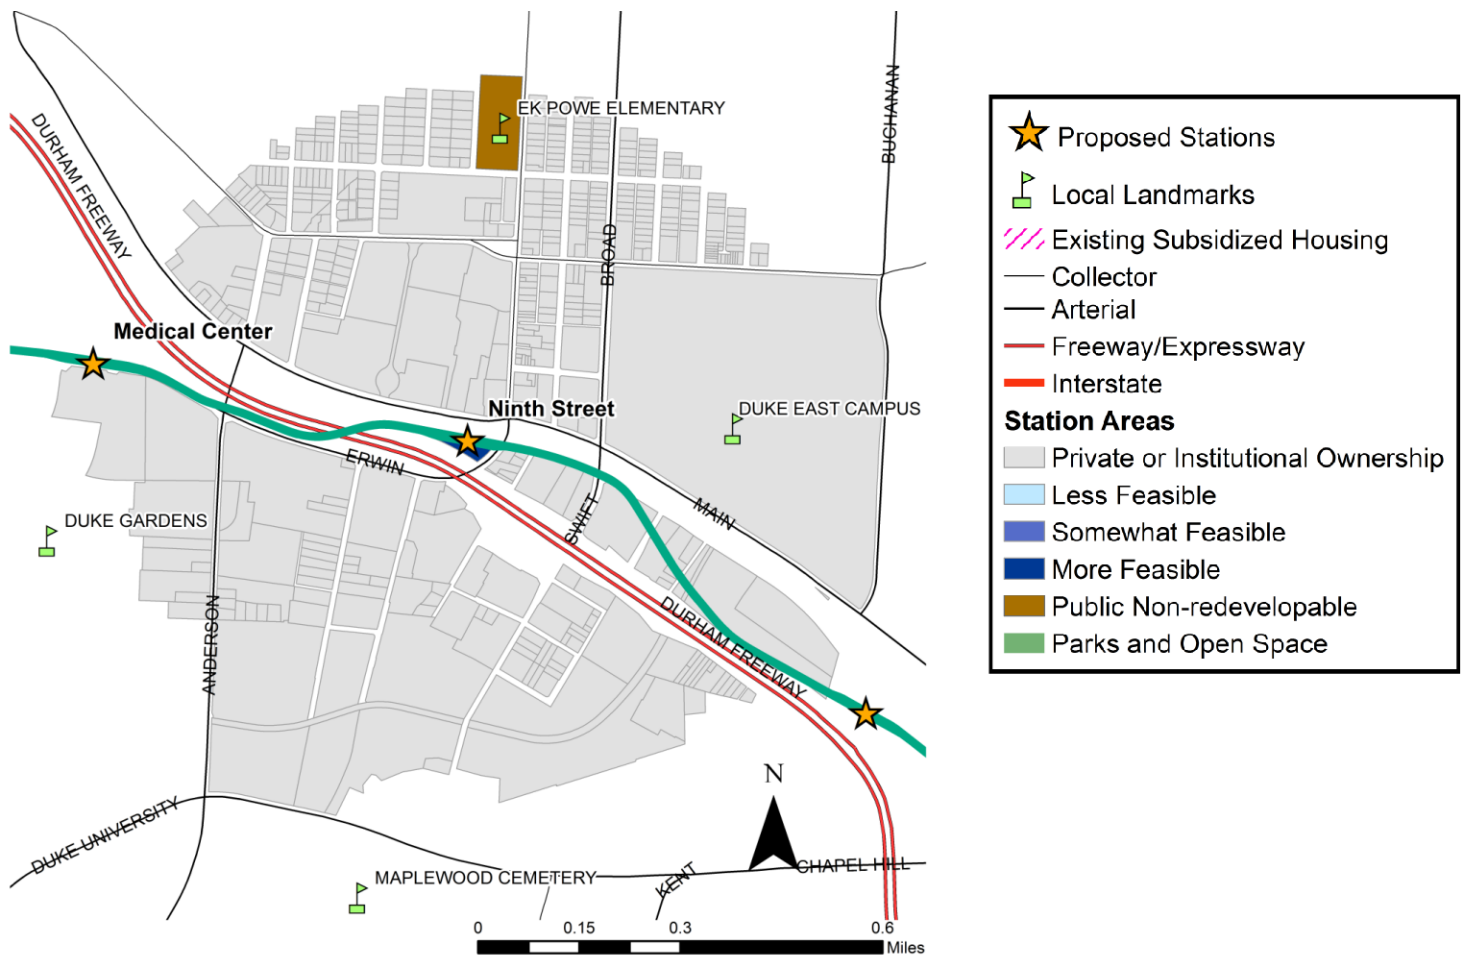 EK POWE ELEMENTARY
BUCHANAN
DURHAM FREEWAY
BROAD
Medical Center
Ninth Street
DUKE EAST CAMPUS
ERWIN
MAIN
SWIFT
DUKE GARDENS
ANDERSON
DURHAM FREEWAY
N
DUKE UNIVERSITY
CHAPEL HILL
KENT
MAPLEWOOD CEMETERY
0 0.15 0.3 0.6
Miles
Proposed Stations
Local Landmarks
Existing Subsidized Housing
Collector
Arterial
Freeway/Expressway
Interstate
Station Areas
Private or Institutional Ownership
Less Feasible
Somewhat Feasible
More Feasible
Public Non-redevelopable
Parks and Open Space